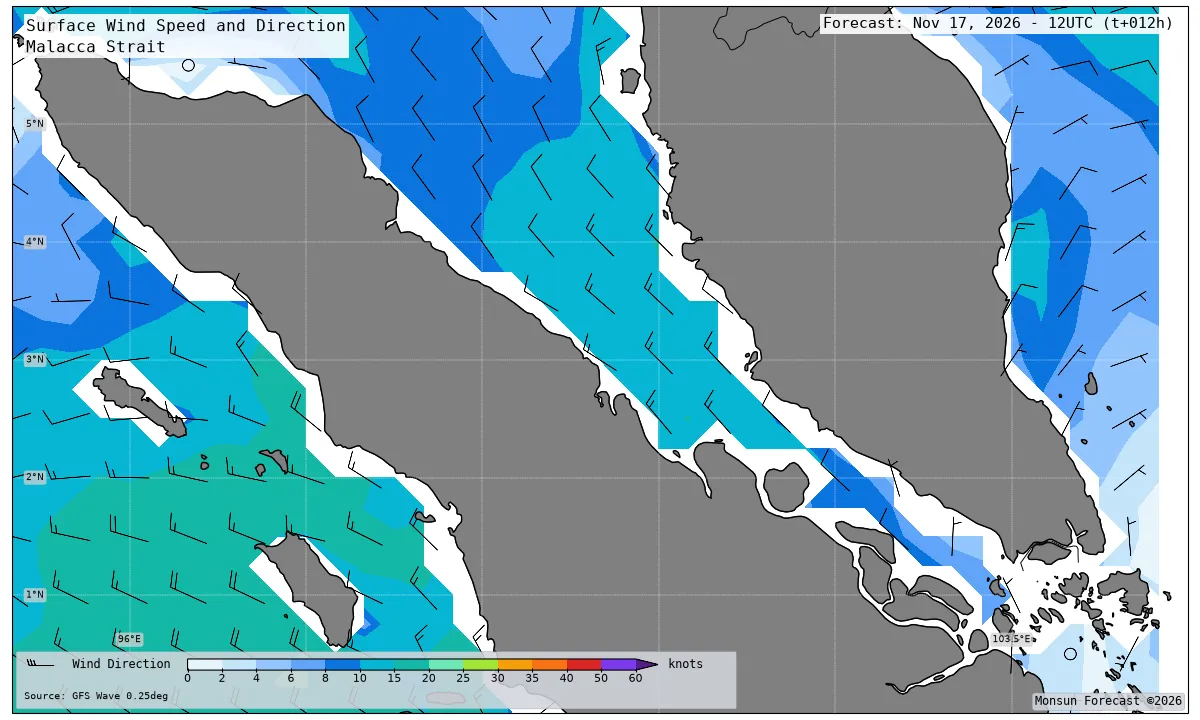 Surface Wind Speed and Direction
Malacca Strait
Forecast: Nov 17, 2026 - 12UTC (t+012h)
5°N
4°N
3°N
2°N
1°N
96°E
103.5°E
Wind Direction
knots
0 2 4 6 8 10 15 20 25 30 35 40 50 60
Source: GFS Wave 0.25deg
Monsun Forecast ©2026